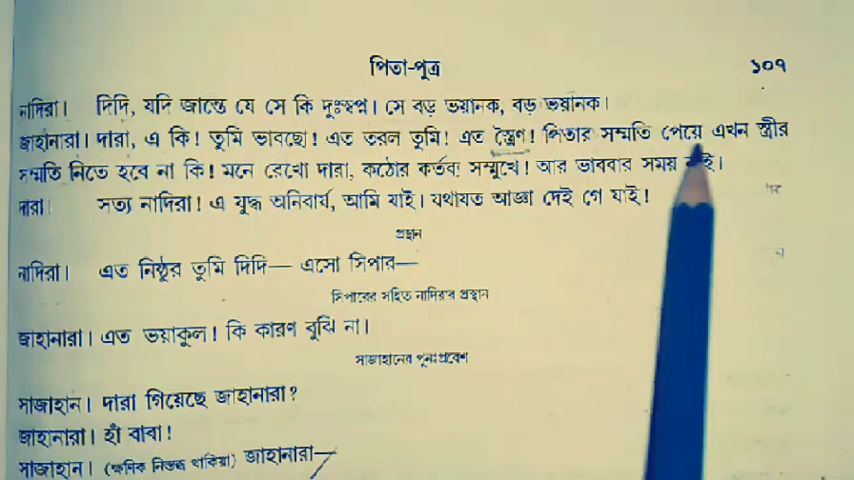 পিতা-পুত্র ১০৭
নাদিরা। দিদি, যদি জান্তে যে সে কি দুঃস্বপ্ন। সে বড় ভয়ানক, বড় ভয়ানক।
জাহানারা। দারা, এ কি! তুমি ভাবছো! এত তরল তুমি! এত স্ত্রৈণ! পিতার সম্মতি পেয়ে এখন স্ত্রীর
সম্মতি নিতে হবে না কি! মনে রেখো দারা, কঠোর কর্তব্য সম্মুখে! আর ভাববার সময় নাই।
দারা। সত্য নাদিরা! এ যুদ্ধ অনিবার্য, আমি যাই। যথাযত আজ্ঞা দেই গে যাই!
প্রস্থান
নাদিরা। এত নিষ্ঠুর তুমি দিদি— এসো সিপার—
সিপারের সহিত নাদিরার প্রস্থান
জাহানারা। এত ভয়াকুল! কি কারণ বুঝি না।
সাজাহানের পুনঃপ্রবেশ
সাজাহান। দারা গিয়েছে জাহানারা?
জাহানারা। হাঁ বাবা!
সাজাহান। (ক্ষণিক নিস্তব্ধ থাকিয়া) জাহানারা—